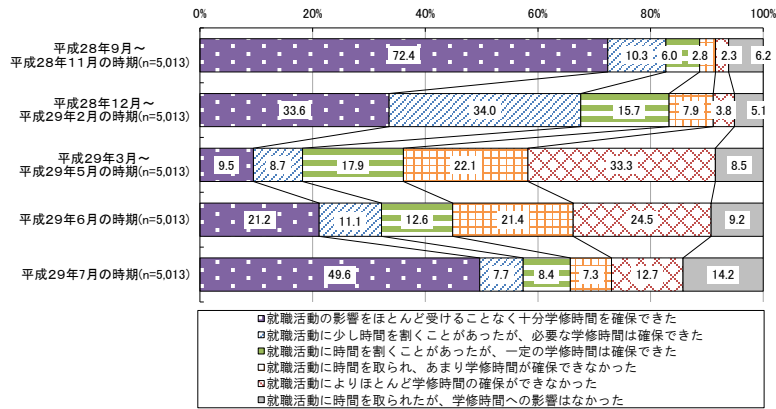 0% 20% 40% 60% 80% 100%
平成28年9月～
平成28年11月の時期(n=5,013)
72.4 10.3 6.0 2.8 2.3 6.2
平成28年12月～
平成29年2月の時期(n=5,013)
33.6 34.0 15.7 7.9 3.8 5.1
平成29年3月～
平成29年5月の時期(n=5,013)
9.5 8.7 17.9 22.1 33.3 8.5
平成29年6月の時期(n=5,013)
21.2 11.1 12.6 21.4 24.5 9.2
平成29年7月の時期(n=5,013)
49.6 7.7 8.4 7.3 12.7 14.2
就職活動の影響をほとんど受けることなく十分学修時間を確保できた
就職活動に少し時間を割くことがあったが、必要な学修時間は確保できた
就職活動に時間を割くことがあったが、一定の学修時間は確保できた
就職活動に時間を取られ、あまり学修時間が確保できなかった
就職活動によりほとんど学修時間の確保ができなかった
就職活動に時間を取られたが、学修時間への影響はなかった